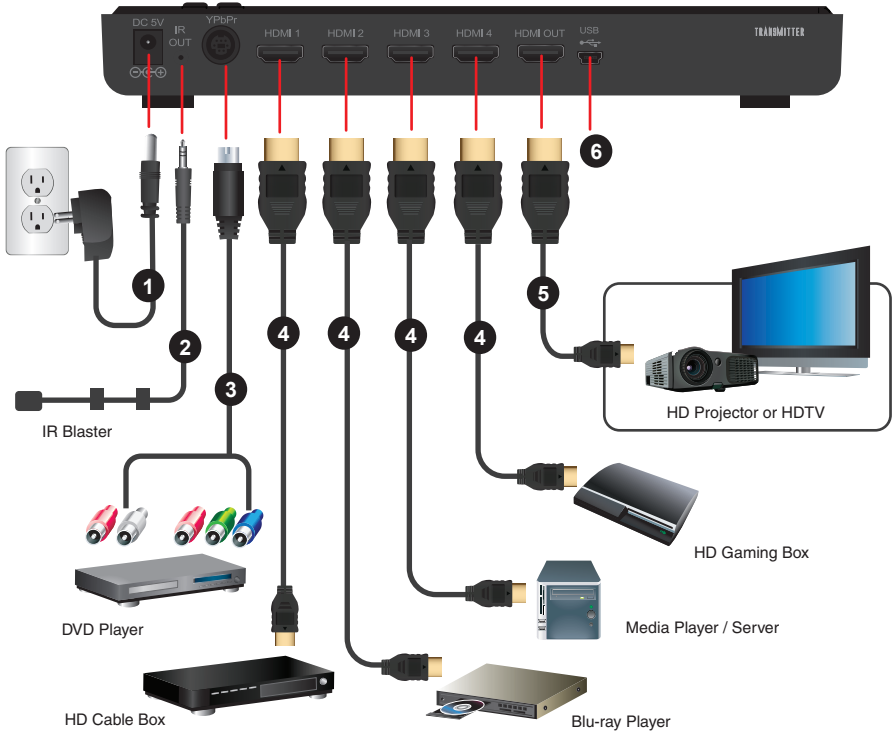 DC 5V
IR
OUT
YPbPr
HDMI 1
HDMI 2
HDMI 3
HDMI 4
HDMI OUT
USB
TRANSMITTER
6
1
5
2
4
4
4
4
3
HD Projector or HDTV
IR Blaster
HD Gaming Box
DVD Player
Media Player / Server
HD Cable Box
Blu-ray Player